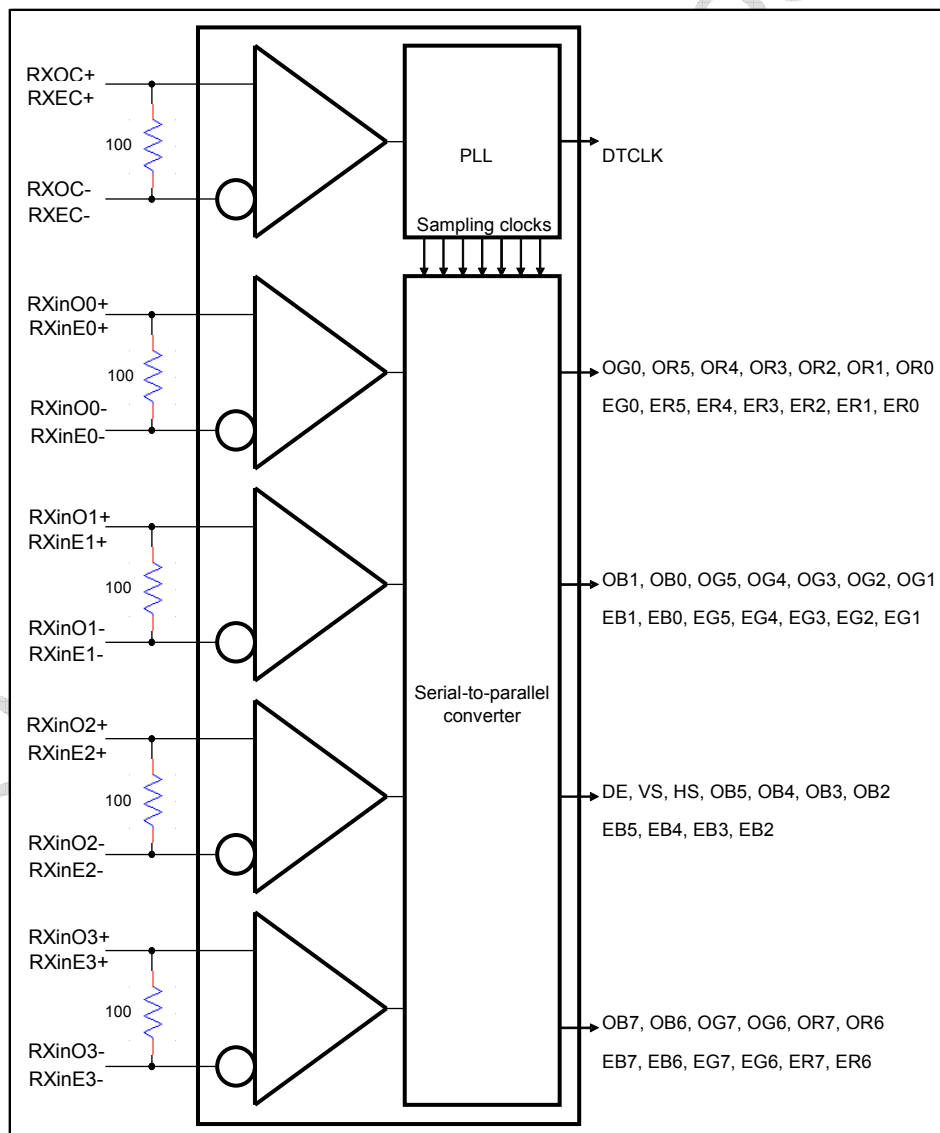 RXOC+
RXEC+
100
RXOC-
RXEC-
PLL
DTCLK
Sampling clocks
RXinO0+
RXinE0+
100
RXinO0-
RXinE0-
OG0, OR5, OR4, OR3, OR2, OR1, OR0
EG0, ER5, ER4, ER3, ER2, ER1, ER0
RXinO1+
RXinE1+
100
RXinO1-
RXinE1-
OB1, OB0, OG5, OG4, OG3, OG2, OG1
EB1, EB0, EG5, EG4, EG3, EG2, EG1
Serial-to-parallel
converter
RXinO2+
RXinE2+
100
RXinO2-
RXinE2-
DE, VS, HS, OB5, OB4, OB3, OB2
EB5, EB4, EB3, EB2
RXinO3+
RXinE3+
100
RXinO3-
RXinE3-
OB7, OB6, OG7, OG6, OR7, OR6
EB7, EB6, EG7, EG6, ER7, ER6